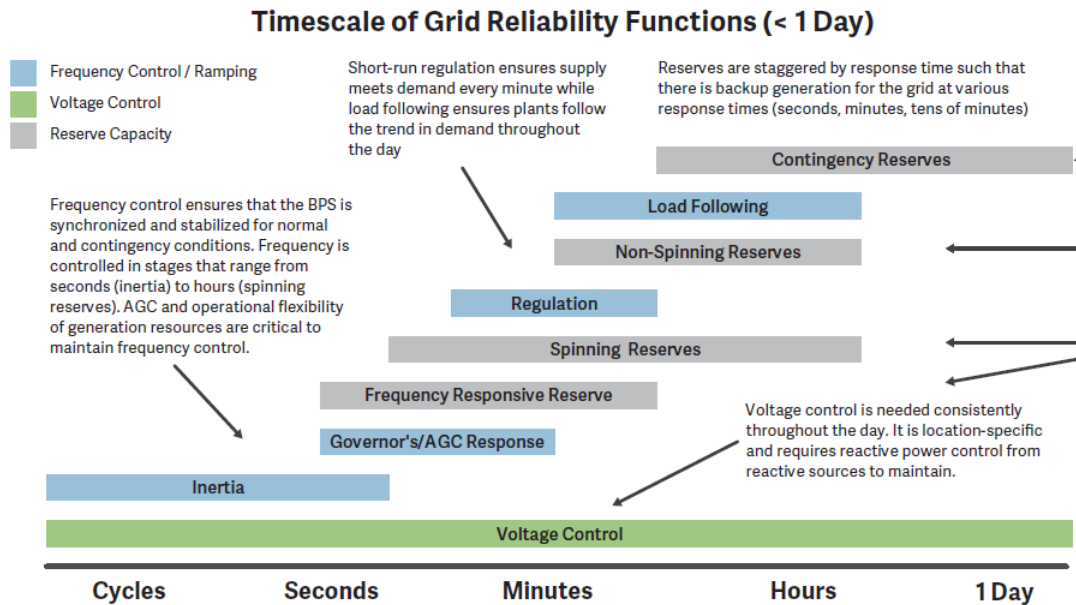 Timescale of Grid Reliability Functions (< 1 Day)
Frequency Control / Ramping
Voltage Control
Reserve Capacity
Short-run regulation ensures supply
meets demand every minute while
load following ensures plants follow
the trend in demand throughout
the day
Reserves are staggered by response time such that
there is backup generation for the grid at various
response times (seconds, minutes, tens of minutes)
Contingency Reserves
Frequency control ensures that the BPS is
synchronized and stabilized for normal
and contingency conditions. Frequency is
controlled in stages that range from
seconds (inertia) to hours (spinning
reserves). AGC and operational flexibility
of generation resources are critical to
maintain frequency control.
Load Following
Non-Spinning Reserves
Regulation
Spinning Reserves
Frequency Responsive Reserve
Governor's/AGC Response
Voltage control is needed consistently
throughout the day. It is location-specific
and requires reactive power control from
reactive sources to maintain.
Inertia
Voltage Control
Cycles Seconds Minutes Hours 1 Day